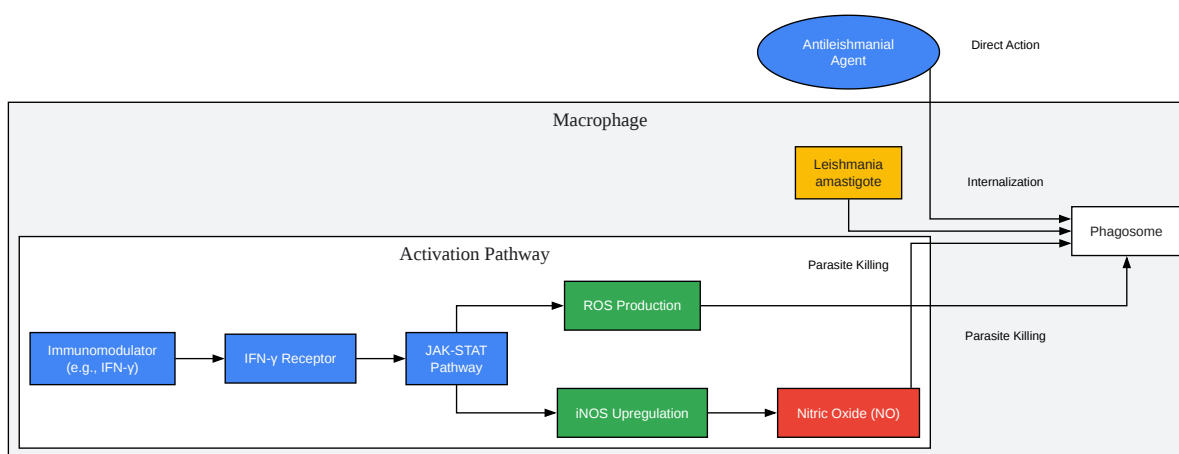 Antileishmanial
Agent
Direct Action
Macrophage
Leishmania
amastigote
Internalization
Phagosome
Activation Pathway
Parasite Killing
ROS Production
Parasite Killing
Immunomodulator
(e.g., IFN-γ)
IFN-γ Receptor
JAK-STAT
Pathway
iNOS Upregulation
Nitric Oxide (NO)